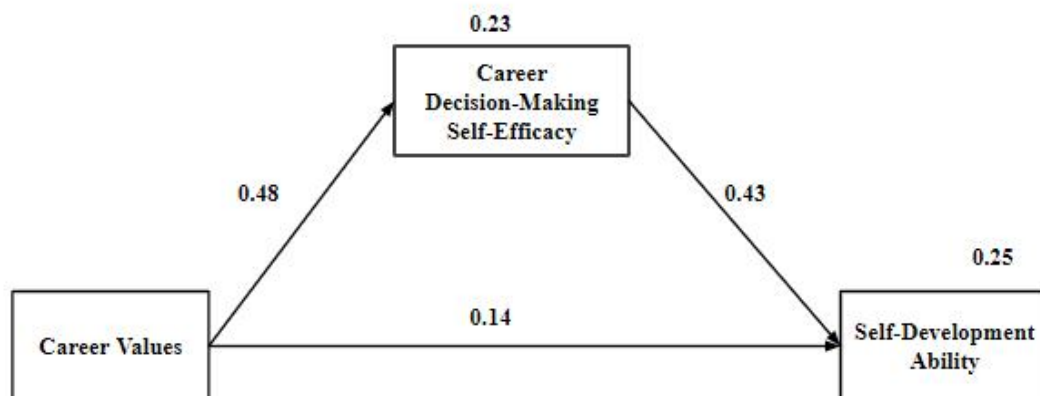 0.23
Career
Decision-Making
Self-Efficacy
0.48
0.43
0.25
Career Values
0.14
Self-Development
Ability